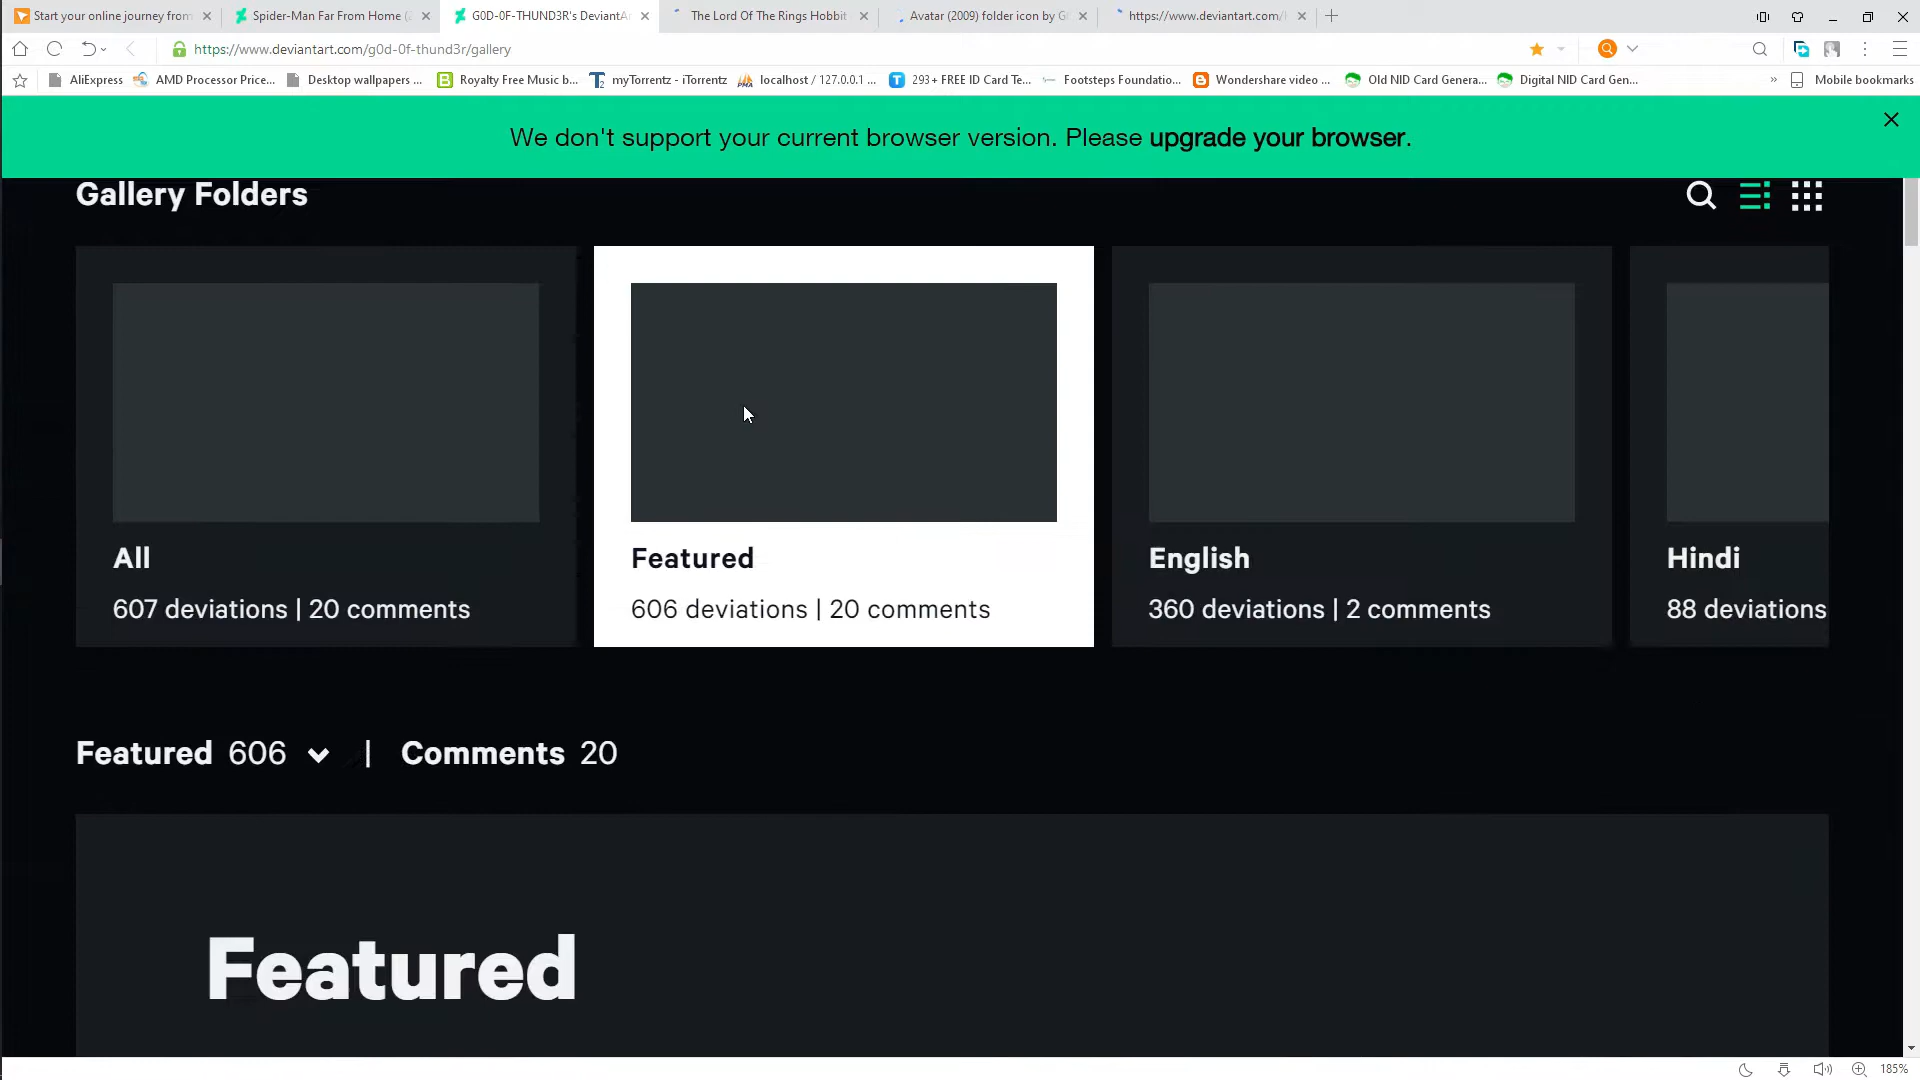 Start your online journey from
Spider-Man Far From Home (
G0D-0F-THUND3R's DeviantA
The Lord Of The Rings Hobbit
Avatar (2009) folder icon by G
https://www.deviantart.com/
https://www.deviantart.com/g0d-0f-thund3r/gallery
AliExpress
AMD Processor Price...
Desktop wallpapers ...
Royalty Free Music b...
myTorrentz - iTorrentz
localhost / 127.0.0.1 ...
293+ FREE ID Card Te...
Footsteps Foundatio...
Wondershare video ...
Old NID Card Genera...
Digital NID Card Gen...
Mobile bookmarks
We don't support your current browser version. Please upgrade your browser.
Gallery Folders
All
607 deviations | 20 comments
Featured
606 deviations | 20 comments
English
360 deviations | 2 comments
Hindi
88 deviations
Featured 606 | Comments 20
Featured
185%